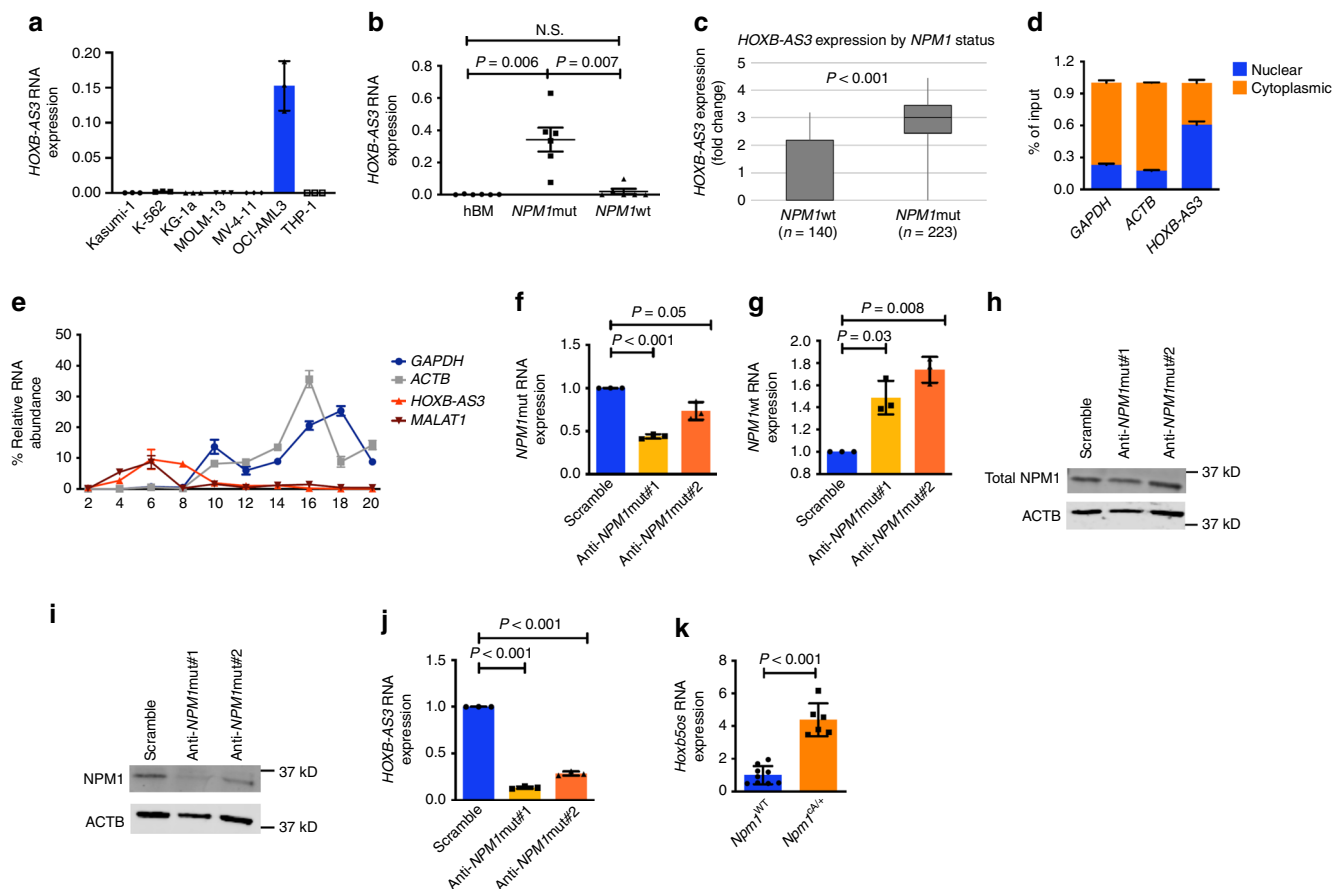 a
HOXB-AS3 RNA
expression
0.20
0.15
0.10
0.05
0.00
Kasumi-1
K-562
KG-1a
MOLM-13
MV-4-11
OCI-AML3
THP-1
b
N.S.
P = 0.006
P = 0.007
HOXB-AS3 RNA
expression
0.8
0.6
0.4
0.2
0.0
hBM
NPM1mut
NPM1wt
c
HOXB-AS3 expression by NPM1 status
P < 0.001
HOXB-AS3 expression
(fold change)
5
4
3
2
1
0
NPM1wt
(n = 140)
NPM1mut
(n = 223)
d
% of input
1.2
0.9
0.6
0.3
0.0
GAPDH
ACTB
HOXB-AS3
Nuclear
Cytoplasmic
e
% Relative RNA
abundance
50
40
30
20
10
0
2 4 6 8 10 12 14 16 18 20
GAPDH
ACTB
HOXB-AS3
MALAT1
f
P = 0.05
P < 0.001
NPM1mut RNA
expression
1.5
1.0
0.5
0.0
Scramble
Anti-NPM1mut#1
Anti-NPM1mut#2
g
P = 0.008
P = 0.03
NPM1wt RNA
expression
2.0
1.8
1.6
1.4
1.2
1.0
0.8
Scramble
Anti-NPM1mut#1
Anti-NPM1mut#2
h
Scramble
Anti-NPM1mut#1
Anti-NPM1mut#2
Total NPM1
37 kD
ACTB
37 kD
i
Scramble
Anti-NPM1mut#1
Anti-NPM1mut#2
NPM1
37 kD
ACTB
37 kD
j
P < 0.001
P < 0.001
HOXB-AS3 RNA
expression
1.5
1.0
0.5
0.0
Scramble
Anti-NPM1mut#1
Anti-NPM1mut#2
k
P < 0.001
Hoxb5os RNA
expression
8
6
4
2
0
Npm1WT
Npm1cA/+